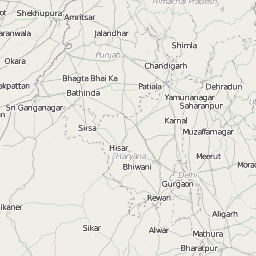 Himachal Pradesh
Sheikhupura
Amritsar
aranwala
Jalandhar
Shimla
Okara
Punjab
Chandigarh
Bhagta Bhai Ka
akpattan
Bathinda
Patiala
Dehradun
Yamunanagar
Saharanpur
Sri Ganganagar
Karnal
Sirsa
Muzaffarnagar
Hisar
Haryana
Meerut
Bhiwani
Delhi
Mora
Gurgaon
Rewari
ikaner
Aligarh
Sikar
Alwar
Mathura
Bharatpur